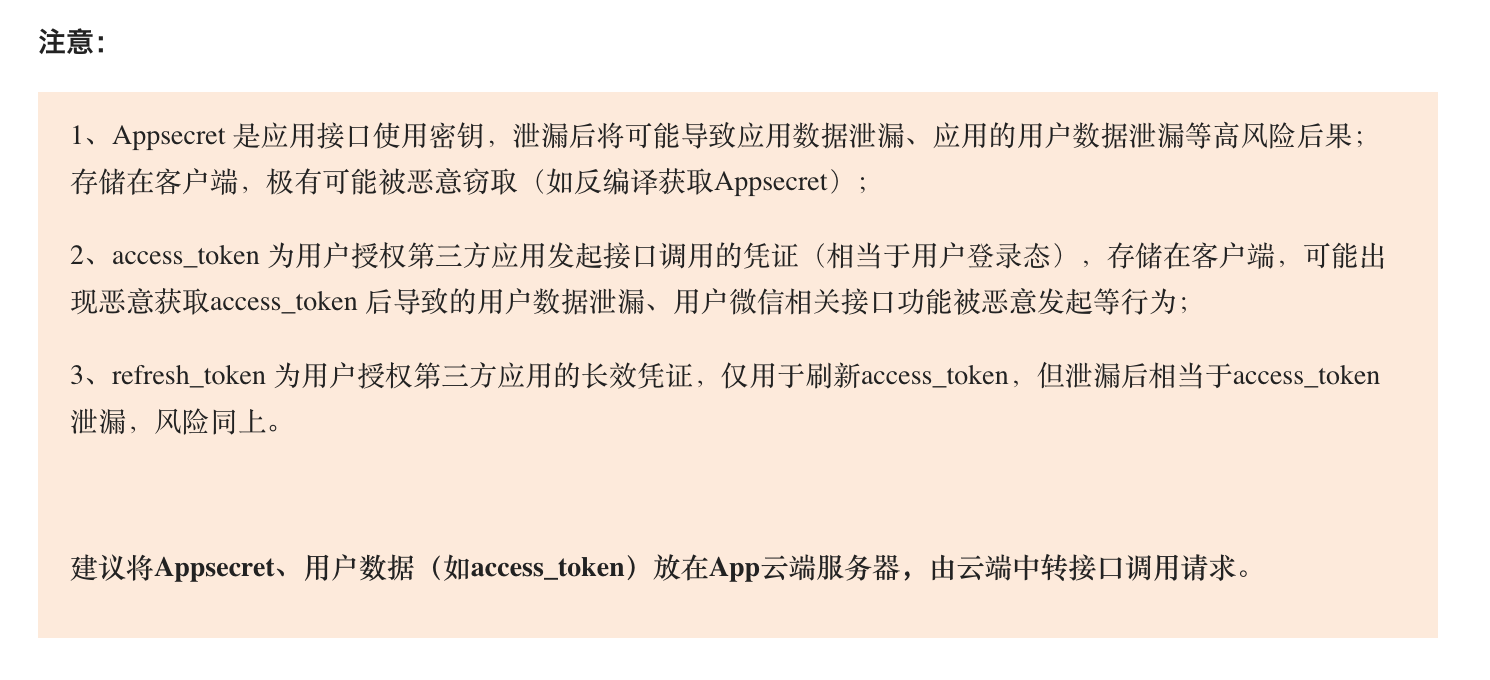 注意：
1、Appsecret 是应用接口使用密钥，泄漏后将可能导致应用数据泄漏、应用的用户数据泄漏等高风险后果；
存储在客户端，极有可能被恶意窃取（如反编译获取Appsecret）；
2、access_token 为用户授权第三方应用发起接口调用的凭证（相当于用户登录态），存储在客户端，可能出
现恶意获取access_token 后导致的用户数据泄漏、用户微信相关接口功能被恶意发起等行为；
3、refresh_token 为用户授权第三方应用的长效凭证，仅用于刷新access_token，但泄漏后相当于access_token
泄漏，风险同上。
建议将Appsecret、用户数据（如access_token）放在App云端服务器，由云端中转接口调用请求。